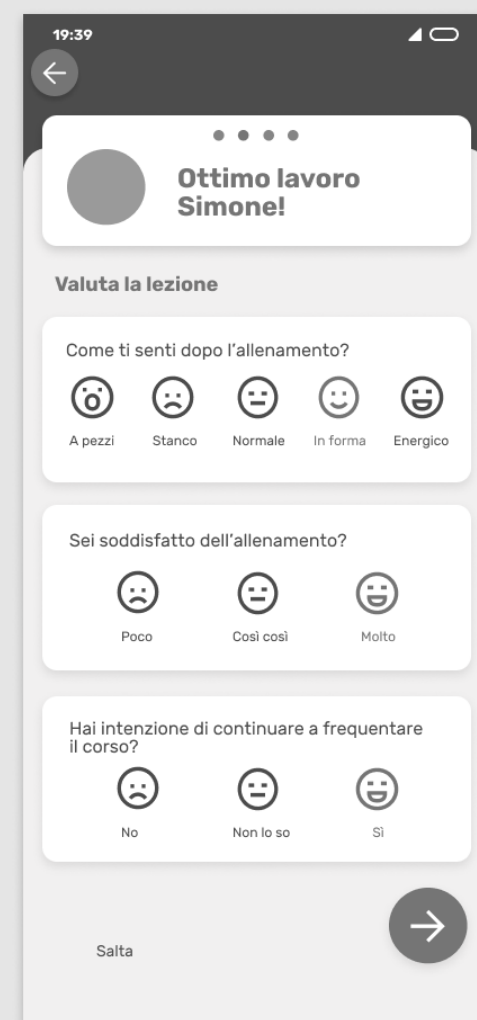 19:39
Ottimo lavoro
Simone!
Valuta la lezione
Come ti senti dopo l'allenamento?
A pezzi Stanco Normale In forma Energico
Sei soddisfatto dell'allenamento?
Poco Così così Molto
Hai intenzione di continuare a frequentare
il corso?
No Non lo so Sì
Salta